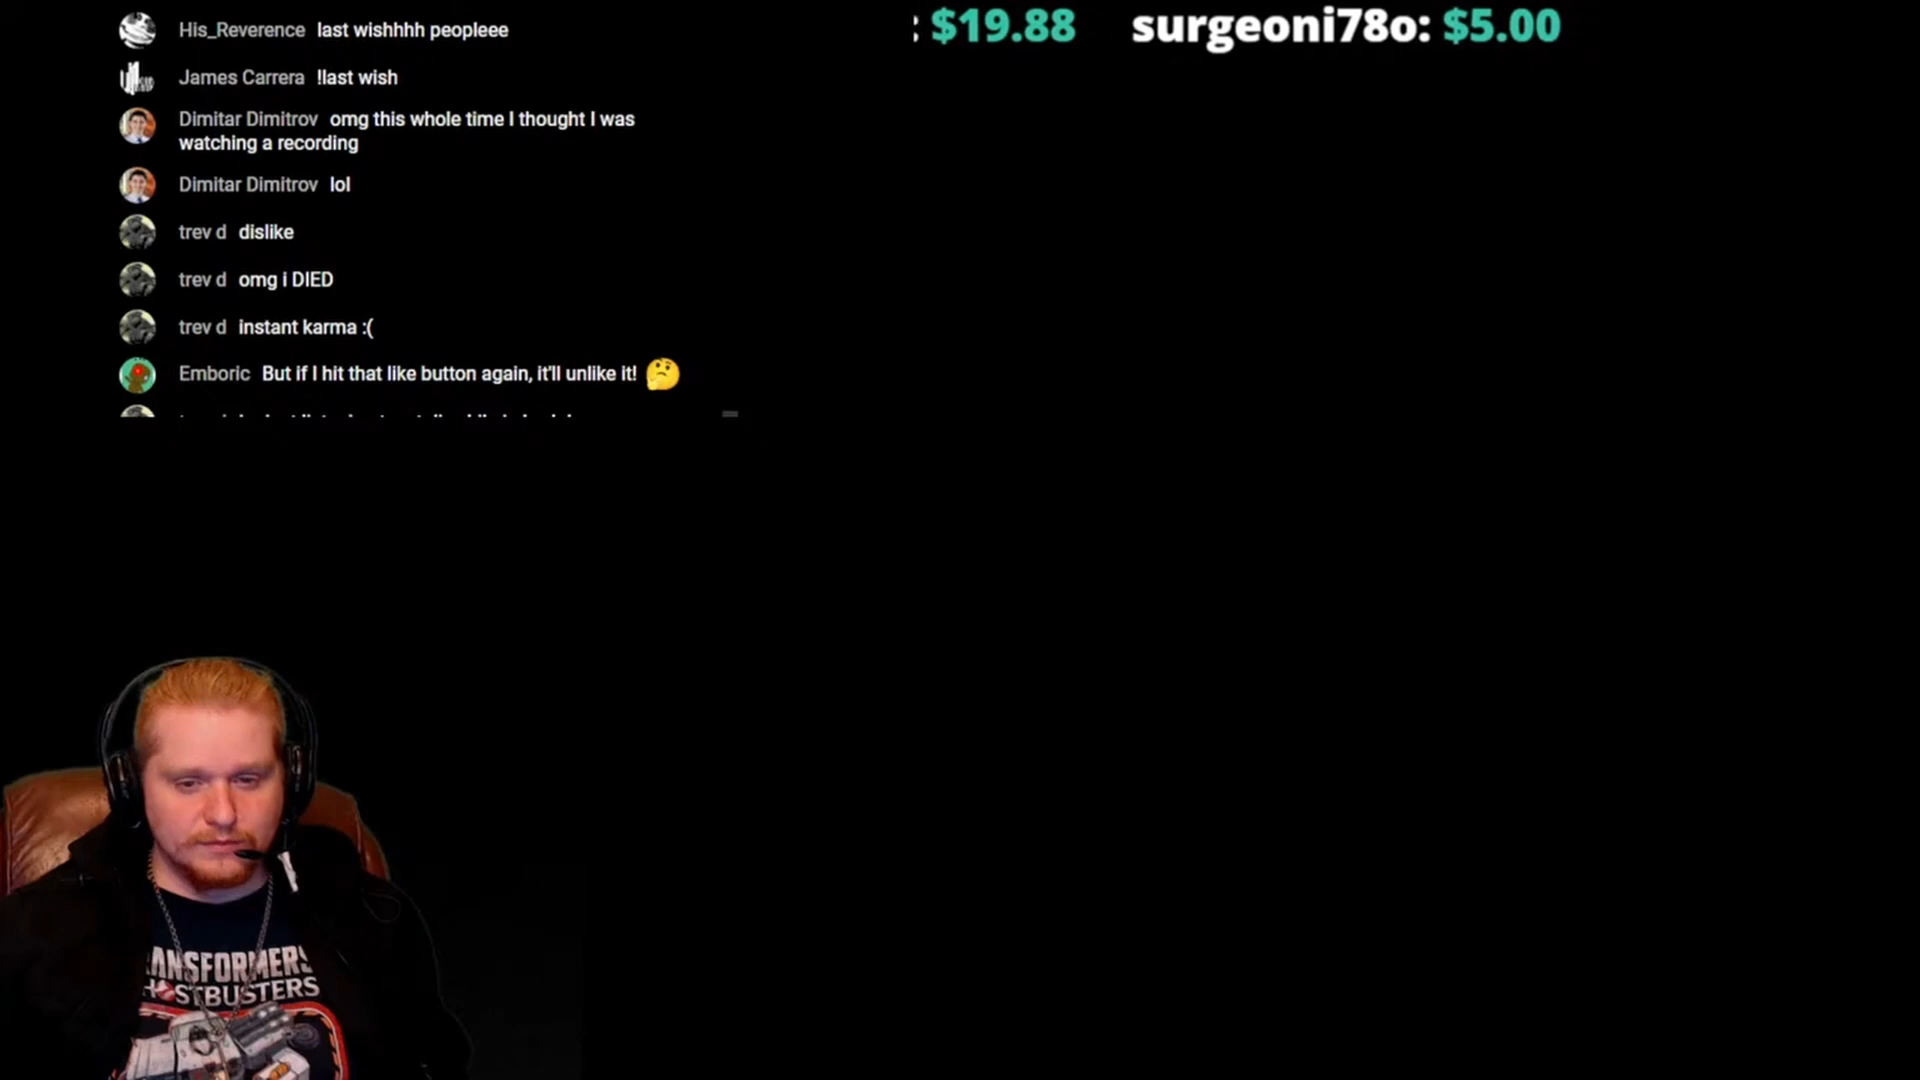 : $19.88 surgeoni78o: $5.00
His_Reverence last wishhhh peopleee
James Carrera !last wish
Dimitar Dimitrov omg this whole time I thought I was
watching a recording
Dimitar Dimitrov lol
trev d dislike
trev d omg i DIED
trev d instant karma :(
Emboric But if I hit that like button again, it'll unlike it! 🤔
ANSFORMERS
H STBUSTERS